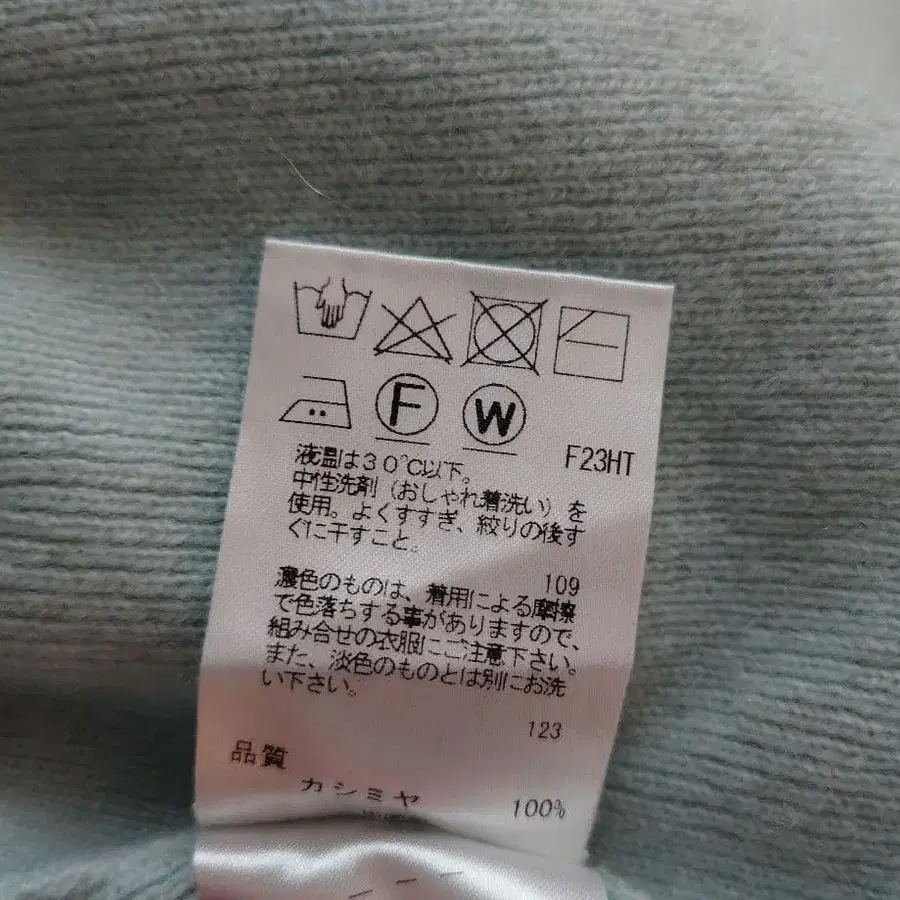 F W F23HT
液温は30℃以下。
中性洗剤（おしゃれ着洗い）を
使用。よくすすぎ、絞りの後す
ぐに干すこと。
109
濃色のものは、着用による摩擦
で色落ちする事がありますので、
組み合せの衣服にご注意下さい。
また、淡色のものとは別にお洗
い下さい。
123
品質
カシミヤ 100%